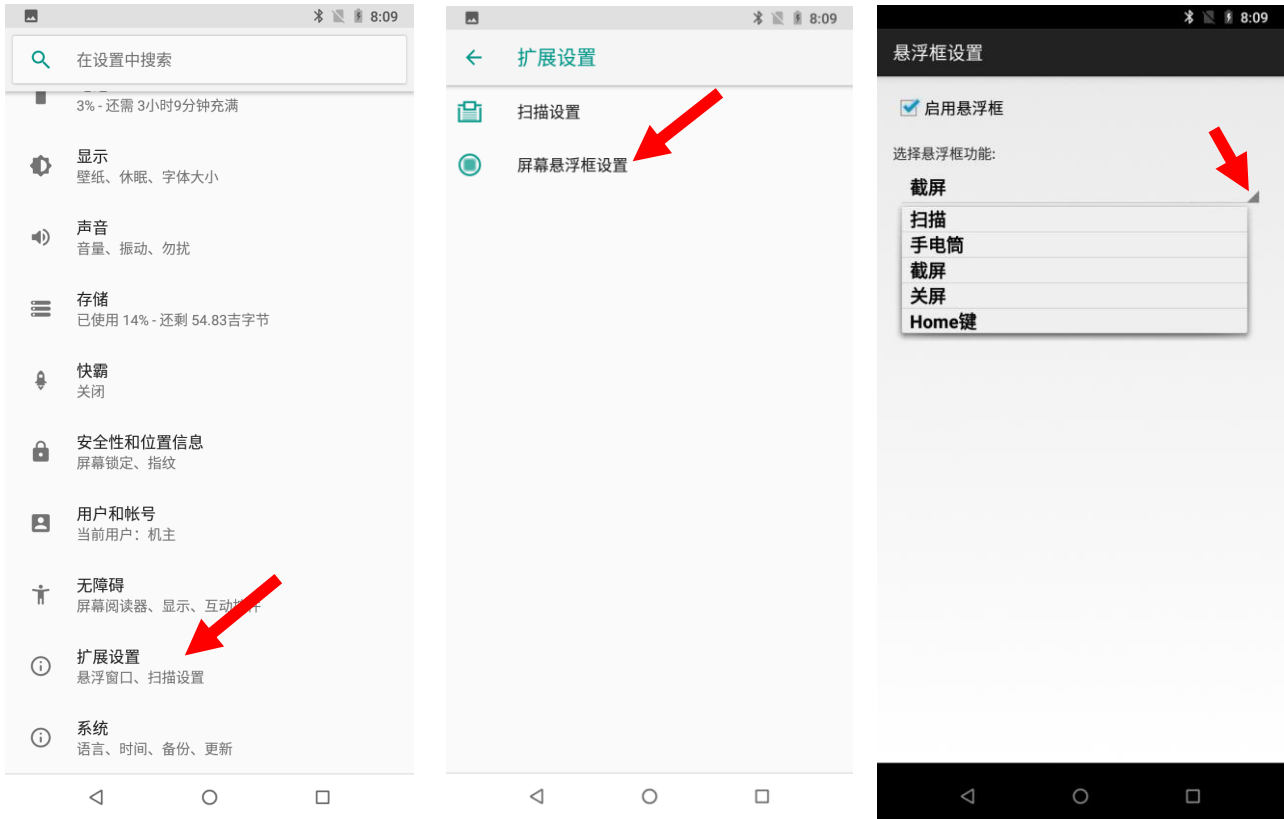 8:09
在设置中搜索
3% - 还需 3小时9分钟充满
显示
壁纸、休眠、字体大小
声音
音量、振动、勿扰
存储
已使用 14% - 还剩 54.83吉字节
快霸
关闭
安全性和位置信息
屏幕锁定、指纹
用户和帐号
当前用户：机主
无障碍
屏幕阅读器、显示、互动
扩展设置
悬浮窗口、扫描设置
系统
语言、时间、备份、更新
8:09
扩展设置
扫描设置
屏幕悬浮框设置
8:09
悬浮框设置
启用悬浮框
选择悬浮框功能:
截屏
扫描
手电筒
截屏
关屏
Home键